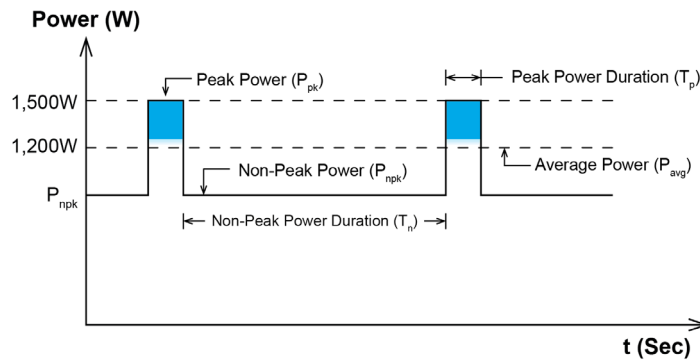 Power (W)
Peak Power (Ppk)
Peak Power Duration (Tp)
1,500W
1,200W
Non-Peak Power (Pnpk)
Average Power (Pavg)
Pnpk
Non-Peak Power Duration (Tn)
t (Sec)